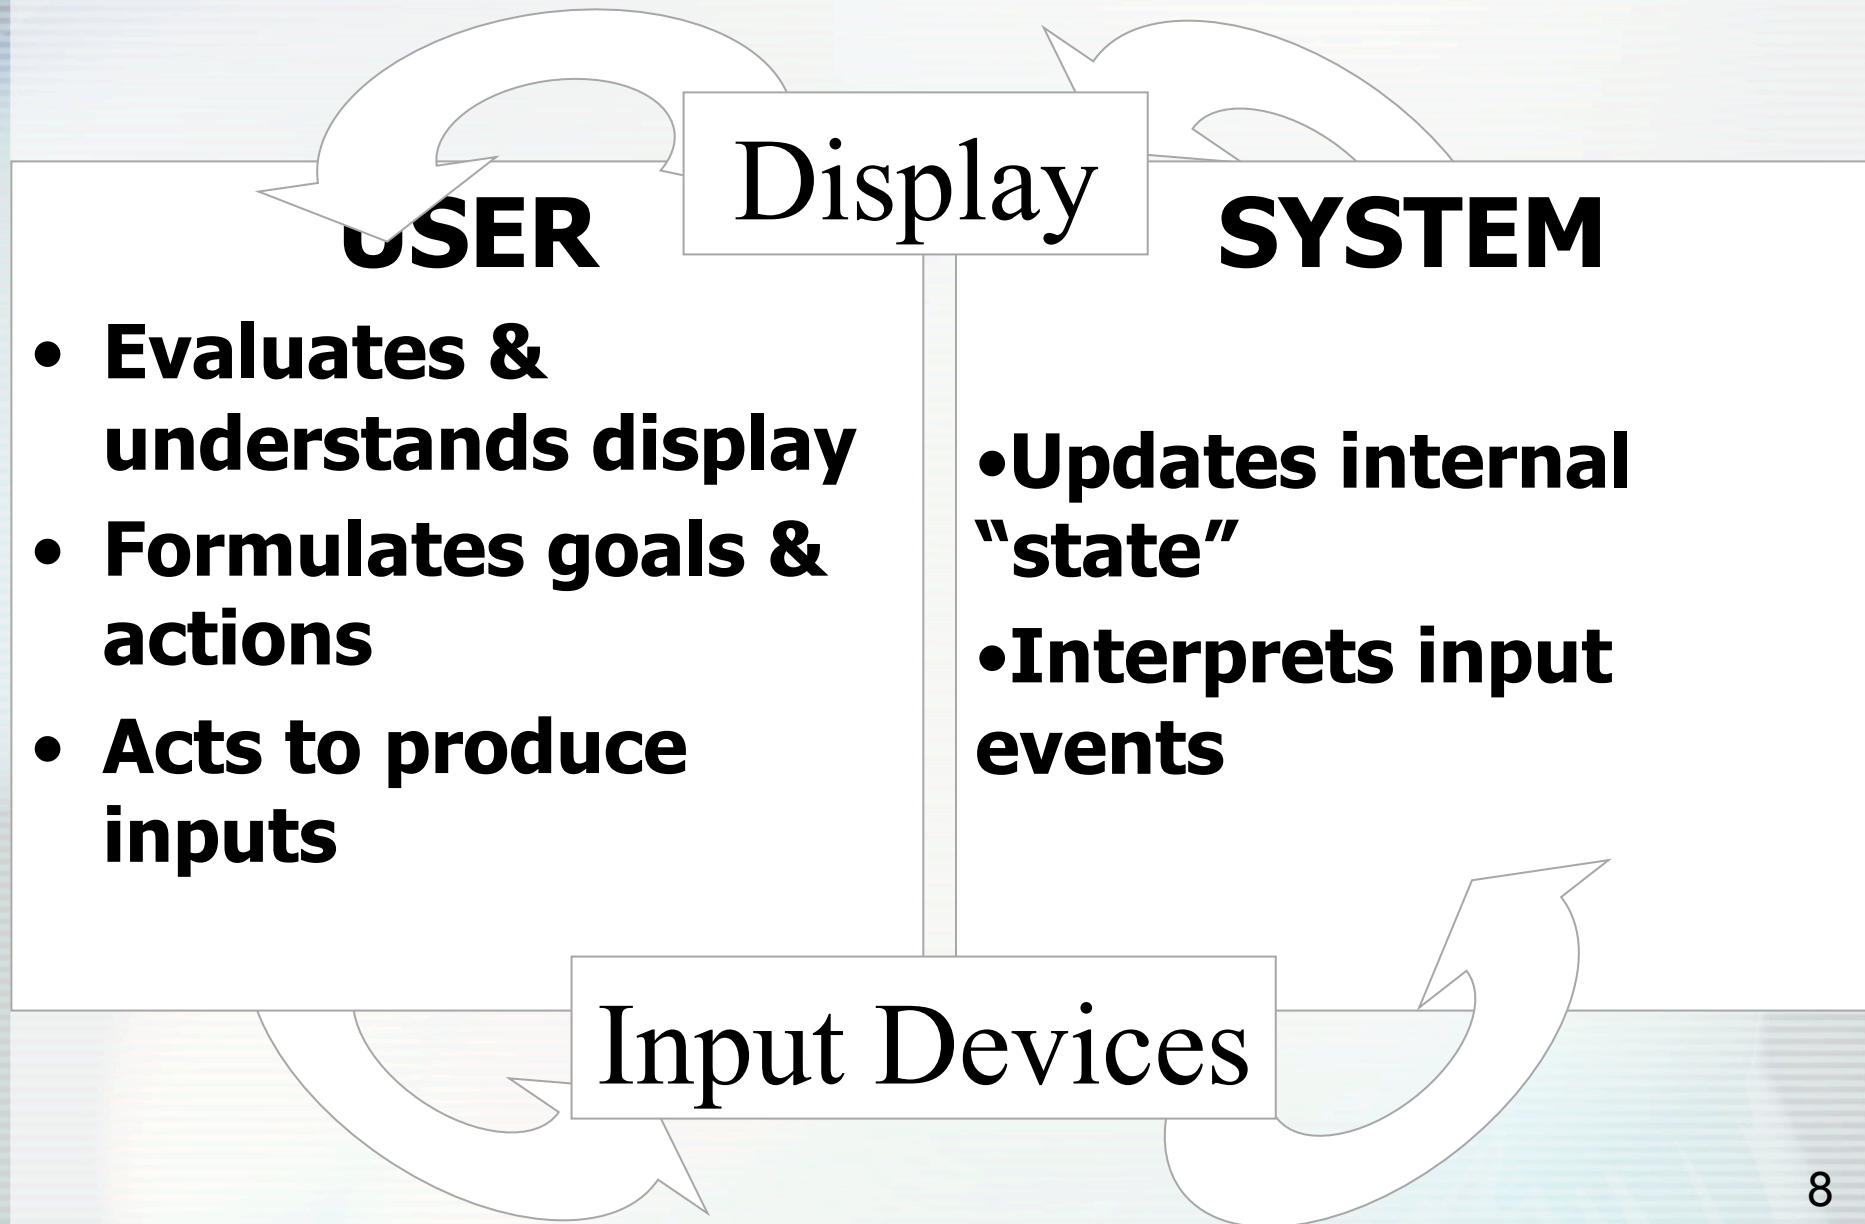 Display
USER
• Evaluates &
understands display
• Formulates goals &
actions
• Acts to produce
inputs
SYSTEM
•Updates internal
“state”
•Interprets input
events
Input Devices
8